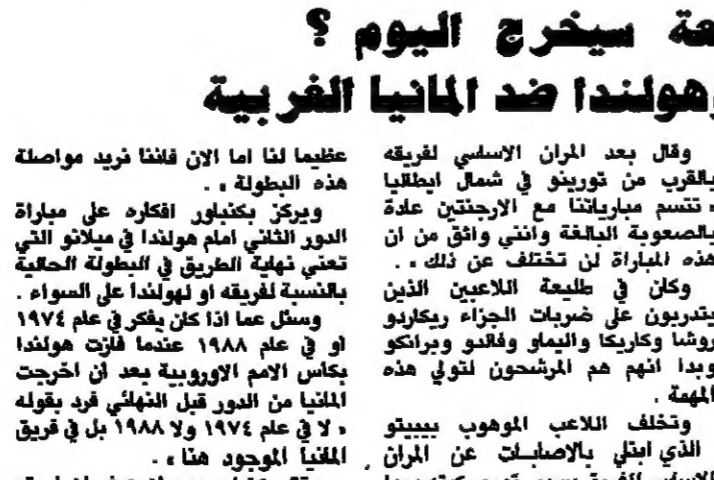 عة سيخرج اليوم ؟
وهولندا ضد المانيا الغربية
وقال بعد المران الاساسي لفريقه
بالقرب من تورينو في شمال ايطاليا
« تتسم مبارياتنا مع الارجنتين عادة
بالصعوبة البالغة وانني واثق من ان
هذه المباراة لن تختلف عن ذلك » .
وكان في طليعة اللاعبين الذين
يتدربون على ضربات الجزاء ريكاردو
روشا وكاريكا واليماو وفالدو وبرانكو
وبدا انهم هم المرشحون لتولي هذه
المهمة .
وتخلف اللاعب الموهوب بيبيتو
الذي ابتلي بالاصابات عن المران
عظيما لنا اما الان فاننا نريد مواصلة
هذه البطولة » .
ويركز بكنباور افكاره على مباراة
الدور الثاني امام هولندا في ميلانو التي
تعني نهاية الطريق في البطولة الحالية
بالنسبة لفريقه او لهولندا على السواء .
وسئل عما اذا كان يفكر في عام ١٩٧٤
او في عام ١٩٨٨ عندما فازت هولندا
بكاس الامم الاوروبية بعد ان اخرجت
المانيا من الدور قبل النهائي فرد بقوله
« لا في عام ١٩٧٤ ولا ١٩٨٨ بل في فريق
المانيا الموجود هنا » .